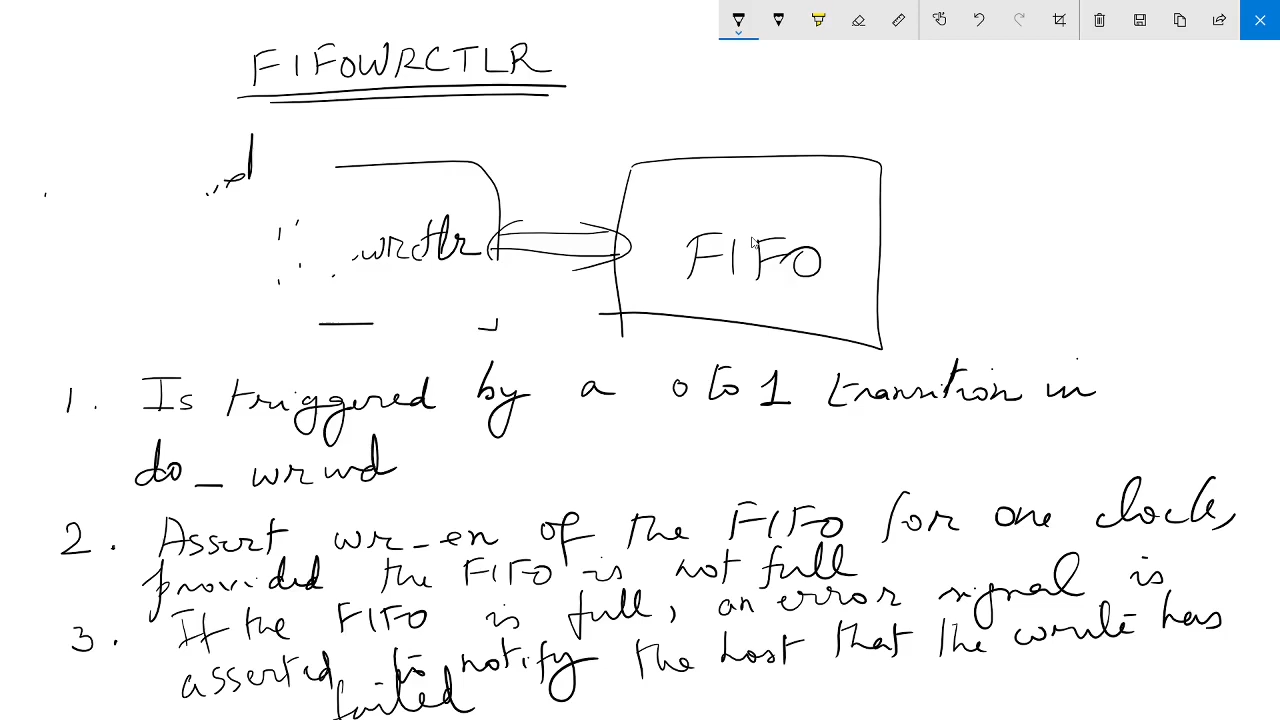 FIFOWRCTLR
wrctlr
FIFO
1. Is triggered by a 0 to 1 transition in
do_wrwd
2. Assert wr_en of the FIFO for one clock,
provided the FIFO is not full
3. If the FIFO is full, an error signal is
asserted to notify the host that the write has
failed